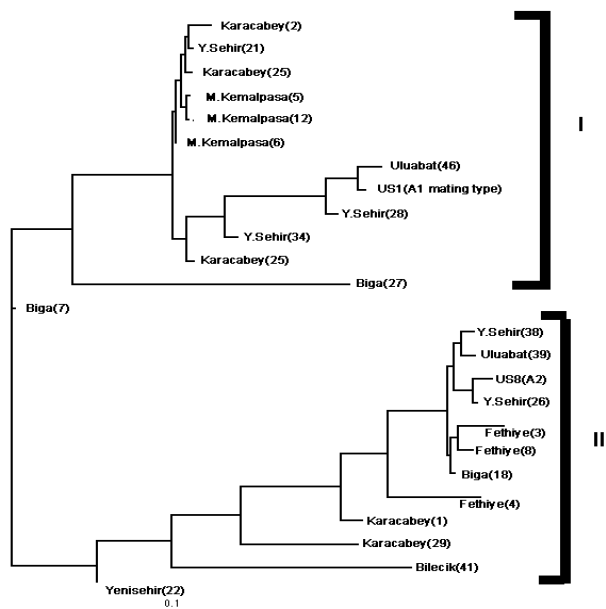 Karacabey(2)
Y.Sehir(21)
Karacabey(25)
M.Kemalpasa(5)
M.Kemalpasa(12)
M.Kemalpasa(6)
I
Uluabat(46)
US1(A1 mating type)
Y.Sehir(28)
Y.Sehir(34)
Karacabey(25)
Biga(27)
Biga(7)
Y.Sehir(38)
Uluabat(39)
US8(A2)
Y.Sehir(26)
Fethiye(3)
II
Fethiye(8)
Biga(18)
Fethiye(4)
Karacabey(1)
Karacabey(29)
Bilecik(41)
Yenisehir(22)
0.1